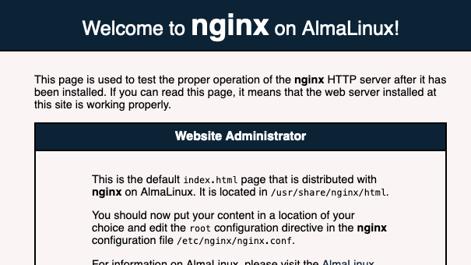 Welcome to nginx on AlmaLinux!
This page is used to test the proper operation of the nginx HTTP server after it has
been installed. If you can read this page, it means that the web server installed at
this site is working properly.
Website Administrator
This is the default index.html page that is distributed with
nginx on AlmaLinux. It is located in /usr/share/nginx/html.
You should now put your content in a location of your
choice and edit the root configuration directive in the nginx
configuration file /etc/nginx/nginx.conf.
For information on AlmaLinux, please visit the AlmaLinux